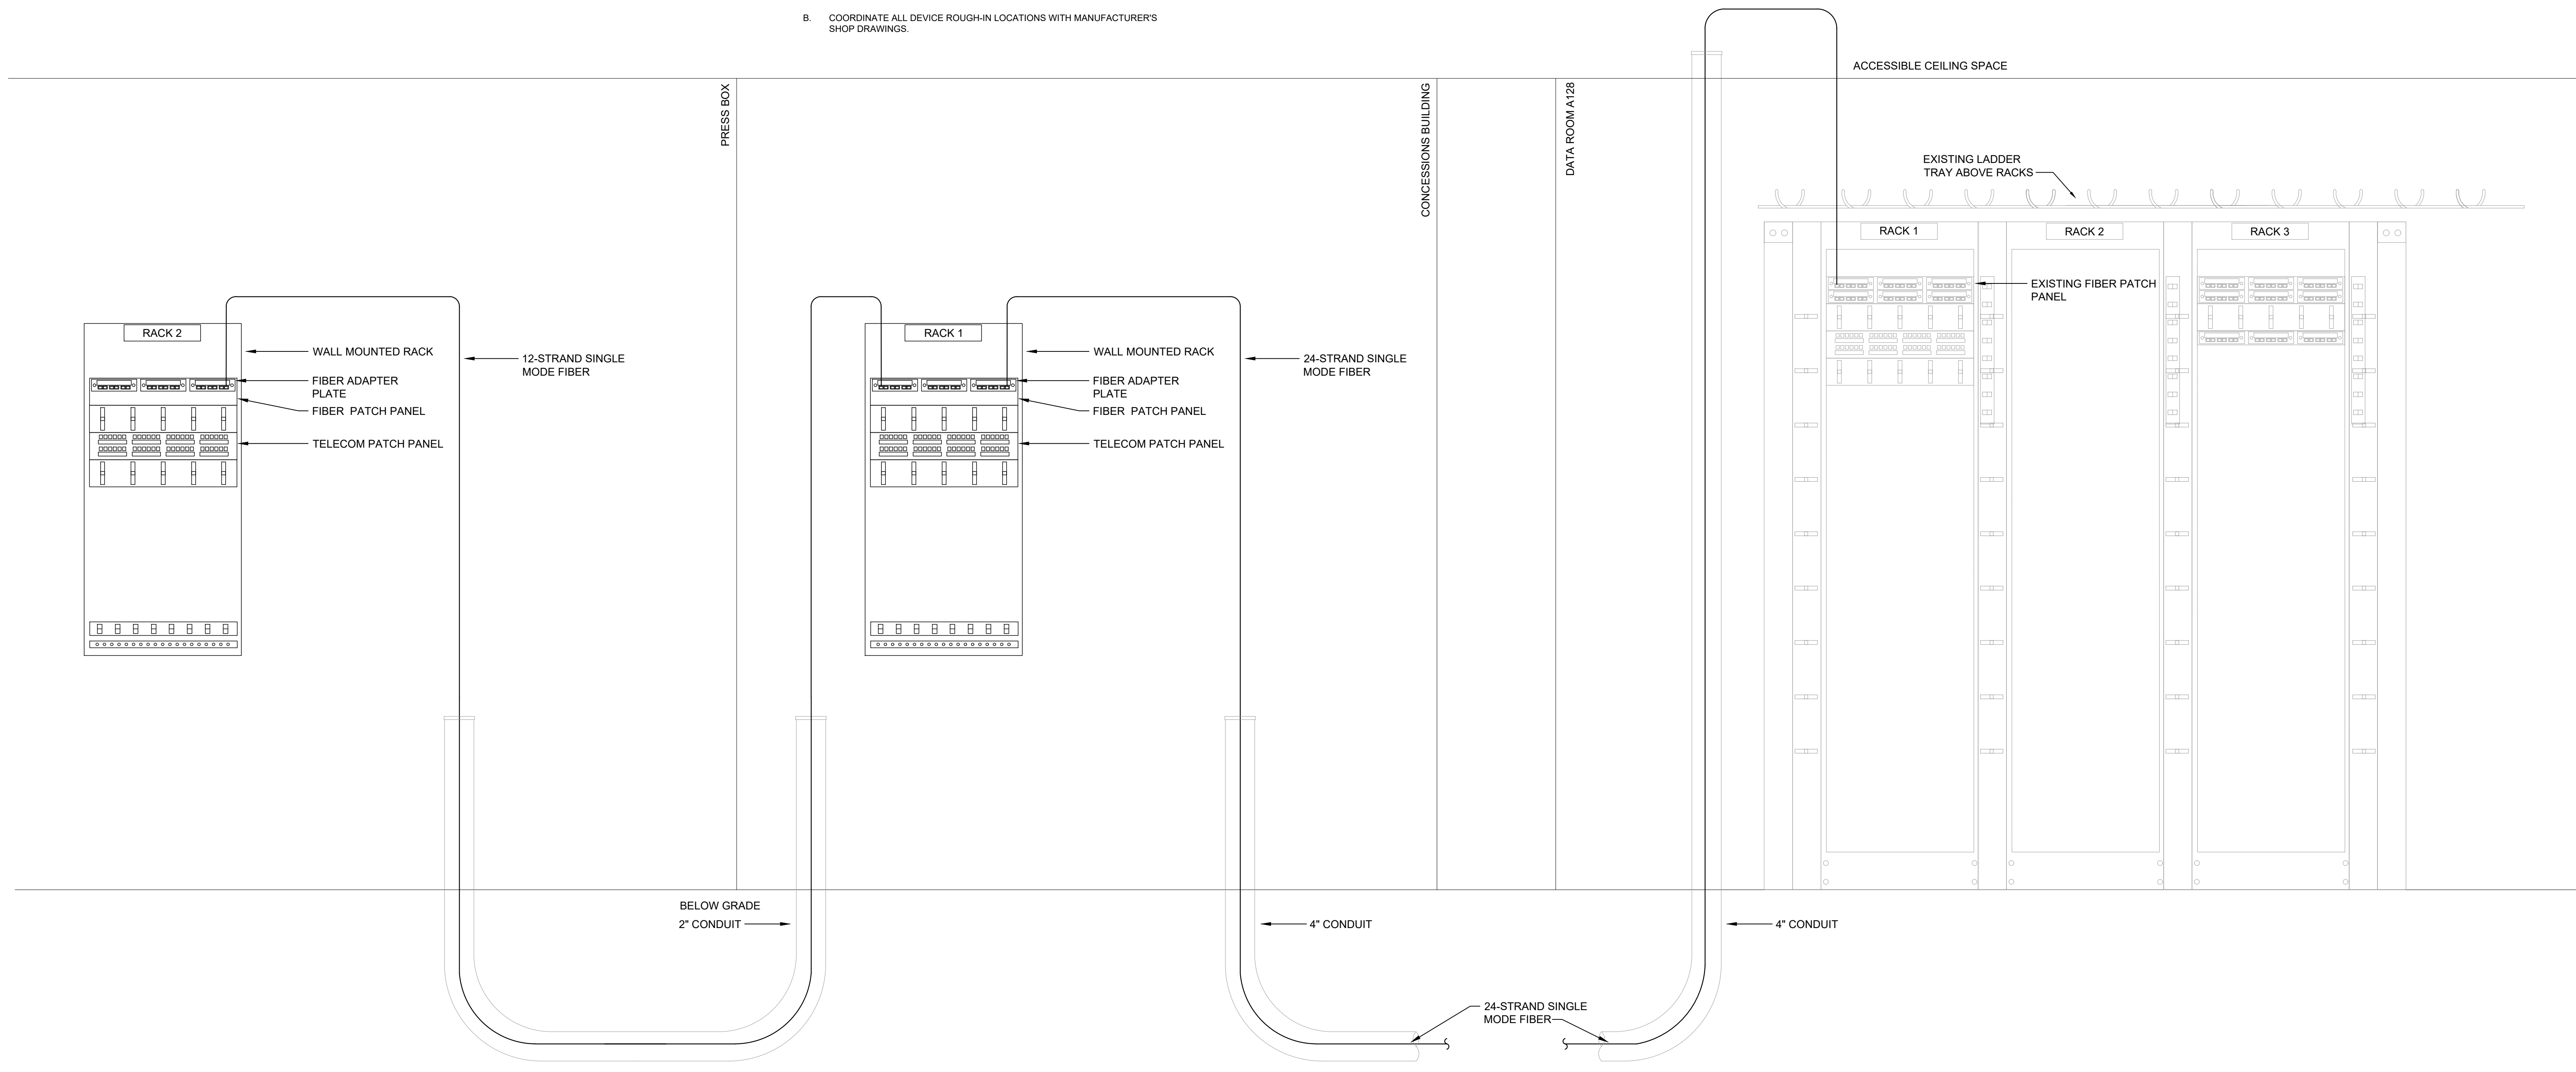 B. COORDINATE ALL DEVICE ROUGH-IN LOCATIONS WITH MANUFACTURER'S
SHOP DRAWINGS.
ACCESSIBLE CEILING SPACE
PRESS BOX
CONCESSIONS BUILDING
DATA ROOM A128
EXISTING LADDER
TRAY ABOVE RACKS
RACK 1
RACK 2
RACK 3
EXISTING FIBER PATCH
PANEL
RACK 2
WALL MOUNTED RACK
FIBER ADAPTER
PLATE
FIBER PATCH PANEL
TELECOM PATCH PANEL
12-STRAND SINGLE
MODE FIBER
RACK 1
WALL MOUNTED RACK
FIBER ADAPTER
PLATE
FIBER PATCH PANEL
TELECOM PATCH PANEL
24-STRAND SINGLE
MODE FIBER
BELOW GRADE
2" CONDUIT
4" CONDUIT
4" CONDUIT
24-STRAND SINGLE
MODE FIBER